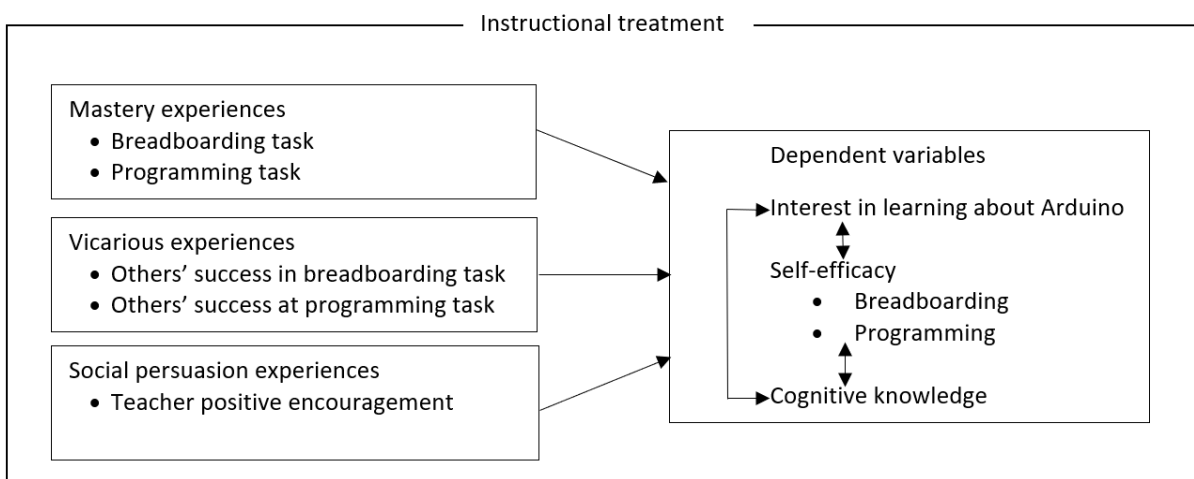 Instructional treatment
Mastery experiences
• Breadboarding task
• Programming task
Vicarious experiences
• Others’ success in breadboarding task
• Others’ success at programming task
Social persuasion experiences
• Teacher positive encouragement
Dependent variables
Interest in learning about Arduino
Self-efficacy
• Breadboarding
• Programming
Cognitive knowledge